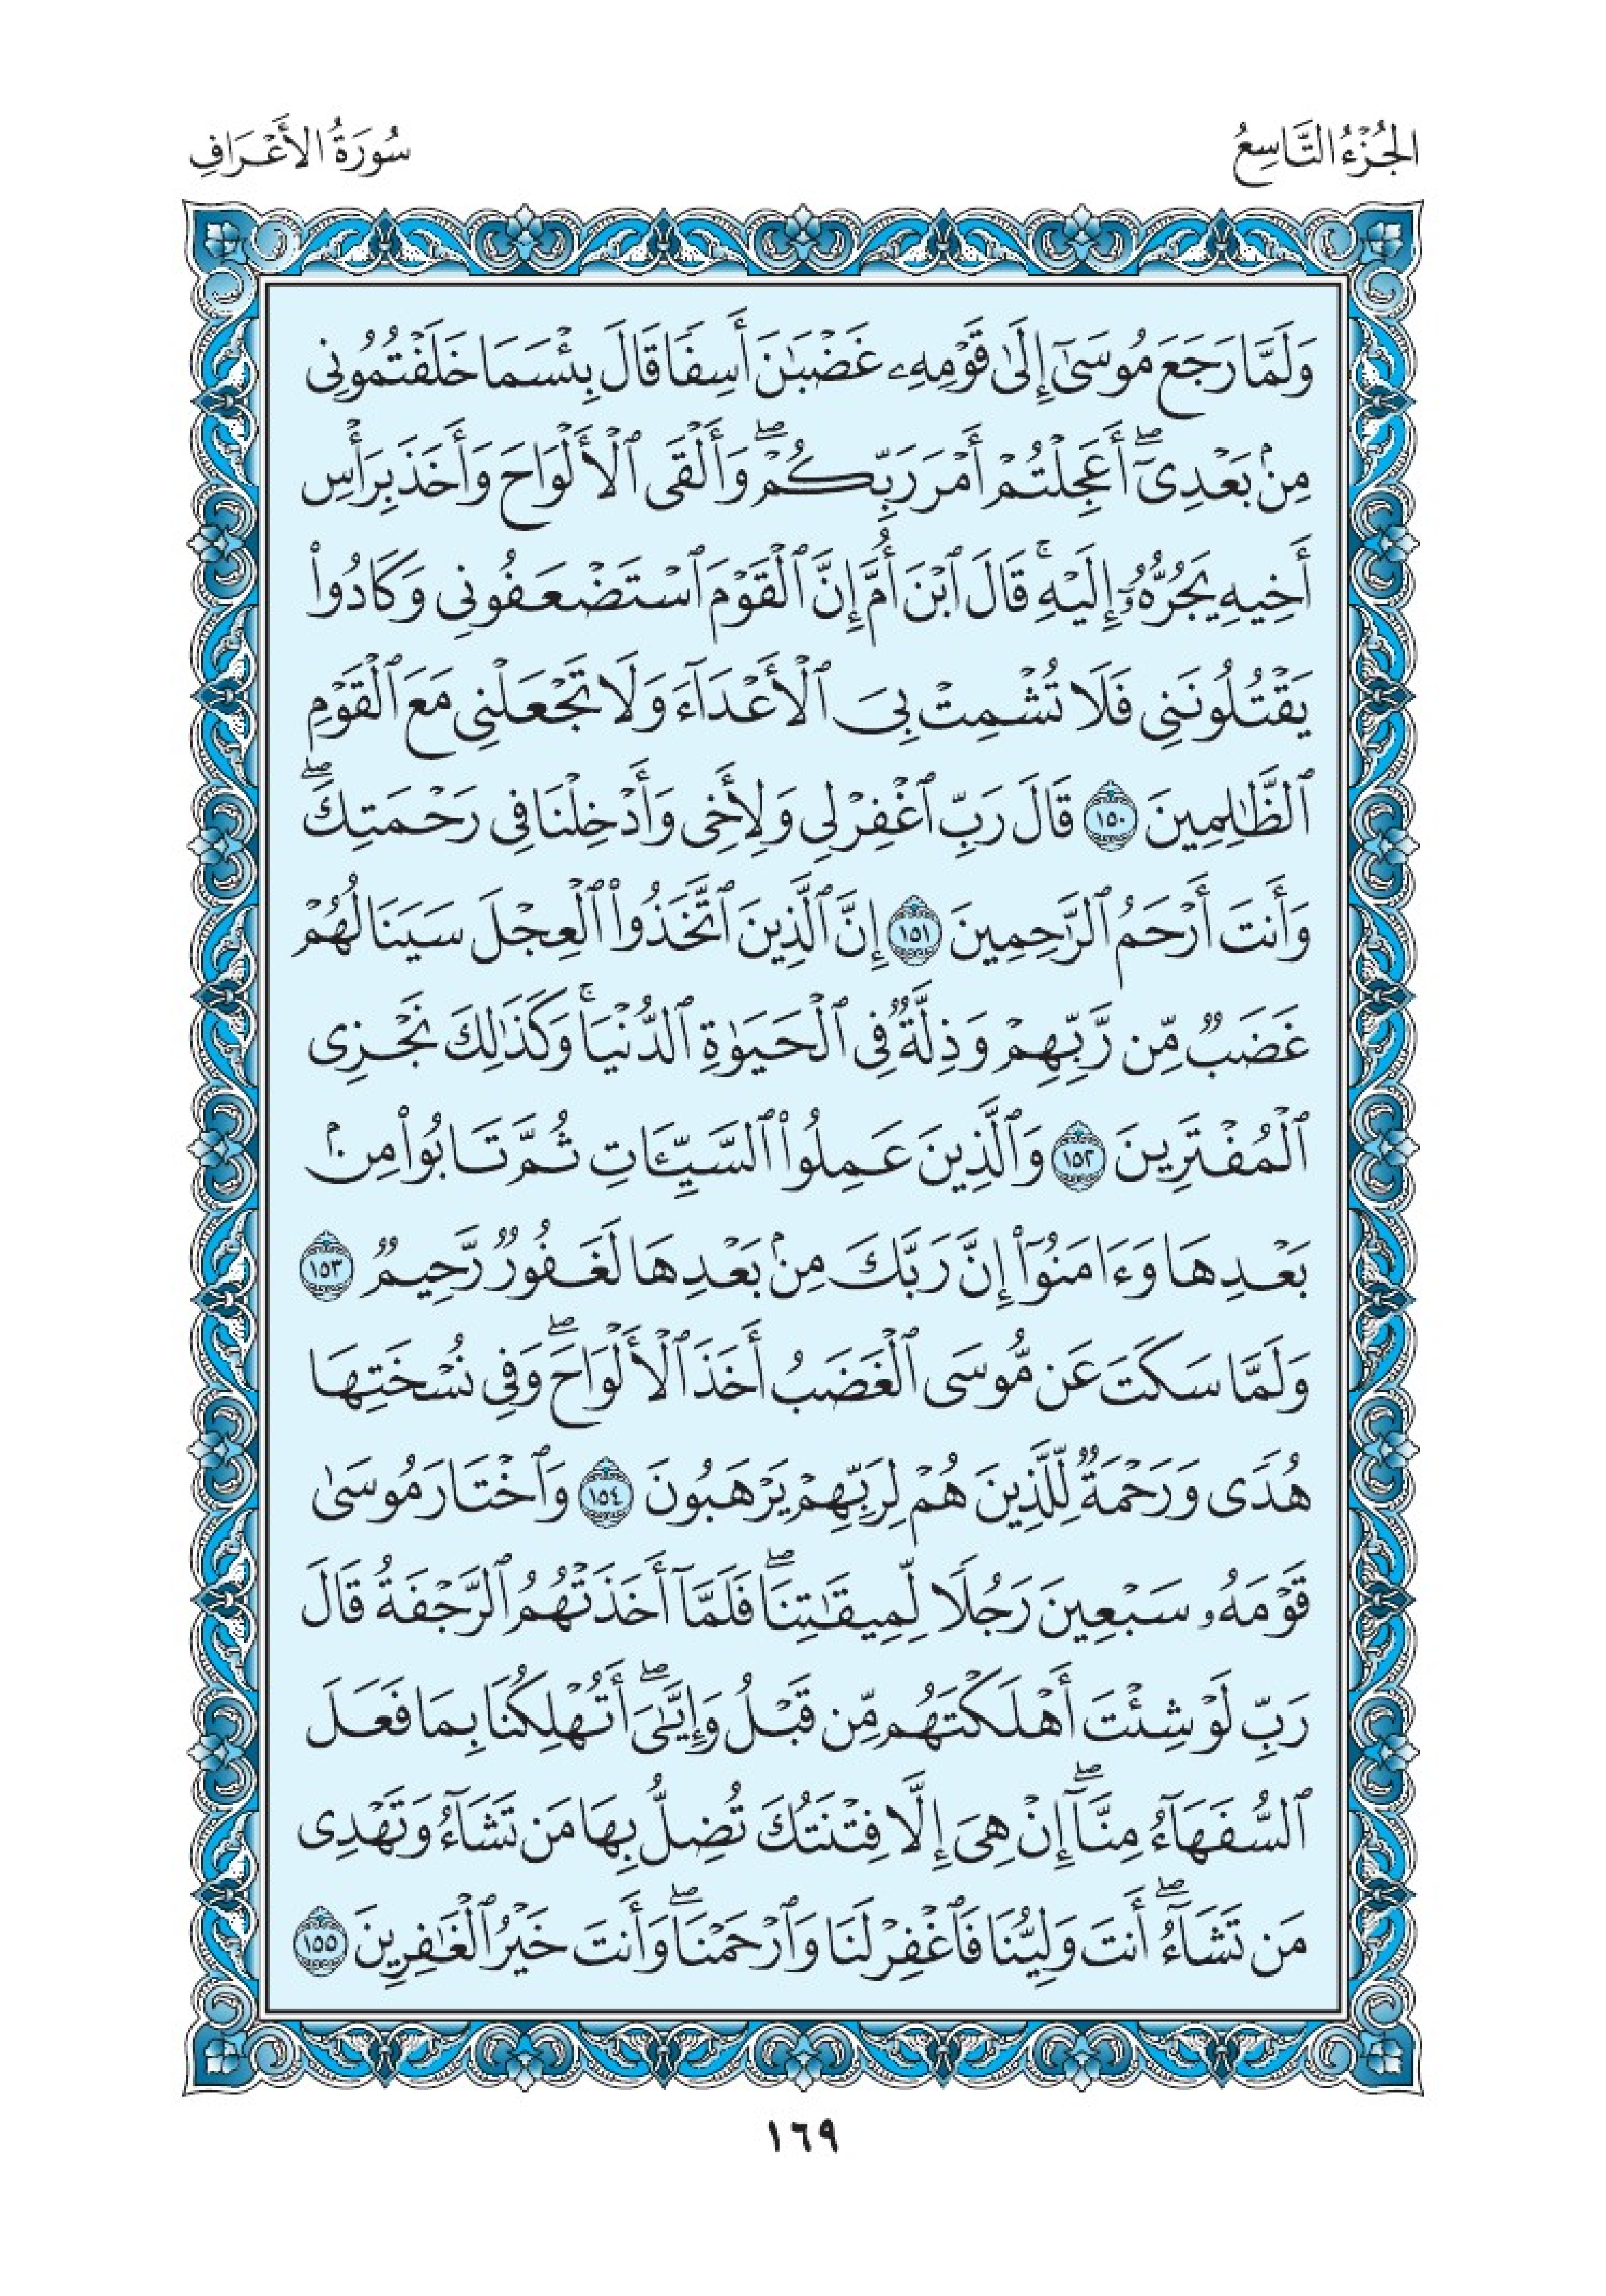 الجُزْءُ التَّاسِعُ
سُورَةُ الأَعْرَافِ
وَلَمَّا رَجَعَ مُوسَىٰٓ إِلَىٰ قَوْمِهِۦ غَضْبَٰنَ أَسِفٗا قَالَ بِئۡسَمَا خَلَفۡتُمُونِي
مِنۢ بَعۡدِيٓۖ أَعَجِلۡتُمۡ أَمۡرَ رَبِّكُمۡۖ وَأَلۡقَى ٱلۡأَلۡوَاحَ وَأَخَذَ بِرَأۡسِ
أَخِيهِ يَجُرُّهُۥٓ إِلَيۡهِۚ قَالَ ٱبۡنَ أُمَّ إِنَّ ٱلۡقَوۡمَ ٱسۡتَضۡعَفُونِي وَكَادُواْ
يَقۡتُلُونَنِي فَلَا تُشۡمِتۡ بِيَ ٱلۡأَعۡدَآءَ وَلَا تَجۡعَلۡنِي مَعَ ٱلۡقَوۡمِ
ٱلظَّٰلِمِينَ ١٥٠ قَالَ رَبِّ ٱغۡفِرۡ لِي وَلِأَخِي وَأَدۡخِلۡنَا فِي رَحۡمَتِكَۖ
وَأَنتَ أَرۡحَمُ ٱلرَّٰحِمِينَ ١٥١ إِنَّ ٱلَّذِينَ ٱتَّخَذُواْ ٱلۡعِجۡلَ سَيَنَالُهُمۡ
غَضَبٞ مِّن رَّبِّهِمۡ وَذِلَّةٞ فِي ٱلۡحَيَوٰةِ ٱلدُّنۡيَاۚ وَكَذَٰلِكَ نَجۡزِي
ٱلۡمُفۡتَرِينَ ١٥٢ وَٱلَّذِينَ عَمِلُواْ ٱلسَّيِّـَٔاتِ ثُمَّ تَابُواْ مِنۢ
بَعۡدِهَا وَءَامَنُوٓاْ إِنَّ رَبَّكَ مِنۢ بَعۡدِهَا لَغَفُورٞ رَّحِيمٞ ١٥٣
وَلَمَّا سَكَتَ عَن مُّوسَى ٱلۡغَضَبُ أَخَذَ ٱلۡأَلۡوَاحَۖ وَفِي نُسۡخَتِهَا
هُدٗى وَرَحۡمَةٞ لِّلَّذِينَ هُمۡ لِرَبِّهِمۡ يَرۡهَبُونَ ١٥٤ وَٱخۡتَارَ مُوسَىٰ
قَوۡمَهُۥ سَبۡعِينَ رَجُلٗا لِّمِيقَٰتِنَاۖ فَلَمَّآ أَخَذَتۡهُمُ ٱلرَّجۡفَةُ قَالَ
رَبِّ لَوۡ شِئۡتَ أَهۡلَكۡتَهُم مِّن قَبۡلُ وَإِيَّٰيَۖ أَتُهۡلِكُنَا بِمَا فَعَلَ
ٱلسُّفَهَآءُ مِنَّآۖ إِنۡ هِيَ إِلَّا فِتۡنَتُكَ تُضِلُّ بِهَا مَن تَشَآءُ وَتَهۡدِي
مَن تَشَآءُۖ أَنتَ وَلِيُّنَا فَٱغۡفِرۡ لَنَا وَٱرۡحَمۡنَاۖ وَأَنتَ خَيۡرُ ٱلۡغَٰفِرِينَ ١٥٥
١٦٩